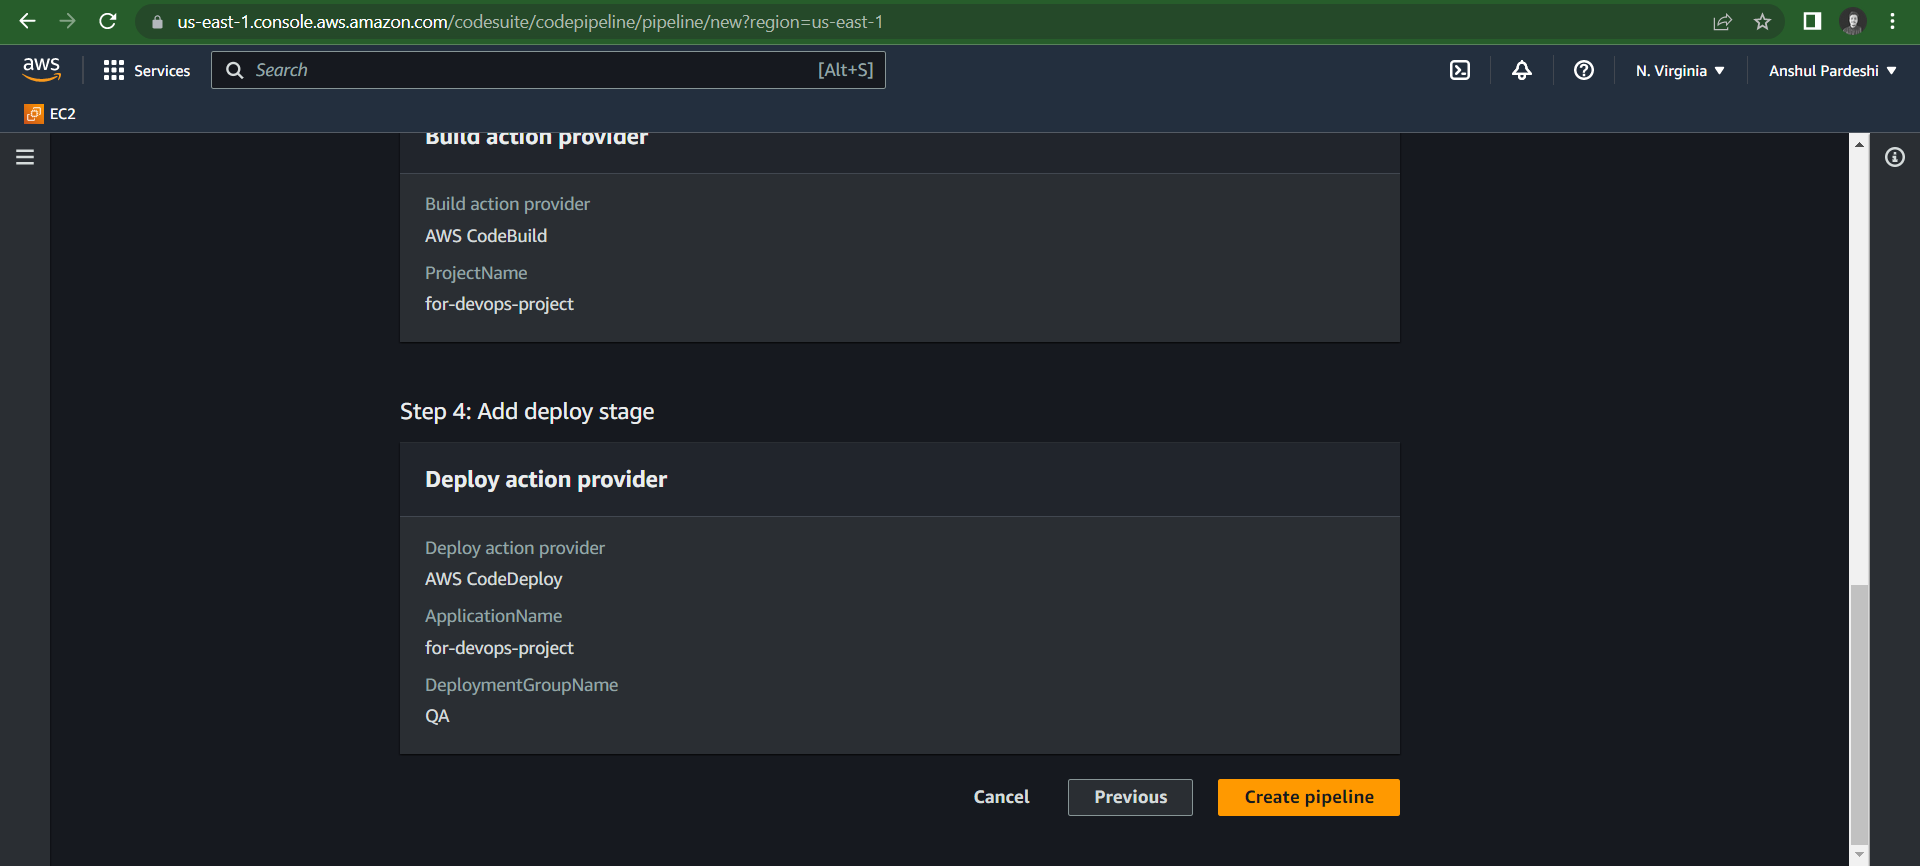 us-east-1.console.aws.amazon.com/codesuite/codepipeline/pipeline/new?region=us-east-1
aws
Services
Search
[Alt+S]
N. Virginia
Anshul Pardeshi
EC2
Build action provider
Build action provider
AWS CodeBuild
ProjectName
for-devops-project
Step 4: Add deploy stage
Deploy action provider
Deploy action provider
AWS CodeDeploy
ApplicationName
for-devops-project
DeploymentGroupName
QA
Cancel
Previous
Create pipeline